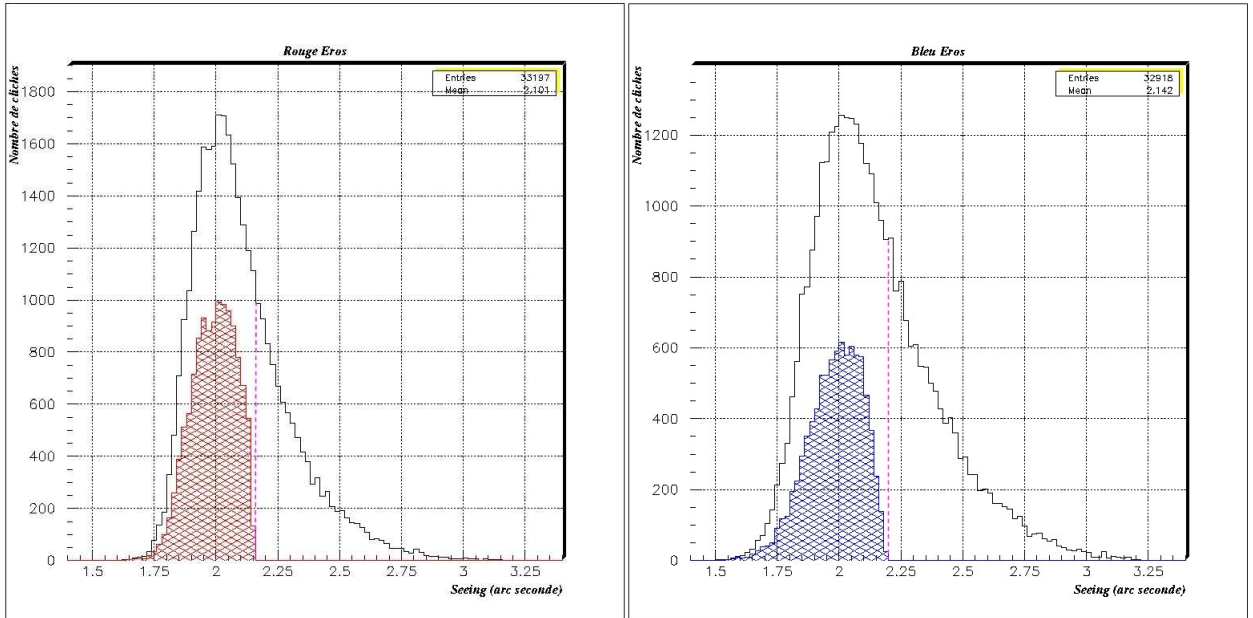 Rouge Eros
Nombre de cliches
Entries 33197
Mean 2.101
1800
1600
1400
1200
1000
800
600
400
200
0
1.5 1.75 2 2.25 2.5 2.75 3 3.25
Seeing (arc seconde)
Bleu Eros
Nombre de cliches
Entries 32918
Mean 2.142
1200
1000
800
600
400
200
0
1.5 1.75 2 2.25 2.5 2.75 3 3.25
Seeing (arc seconde)